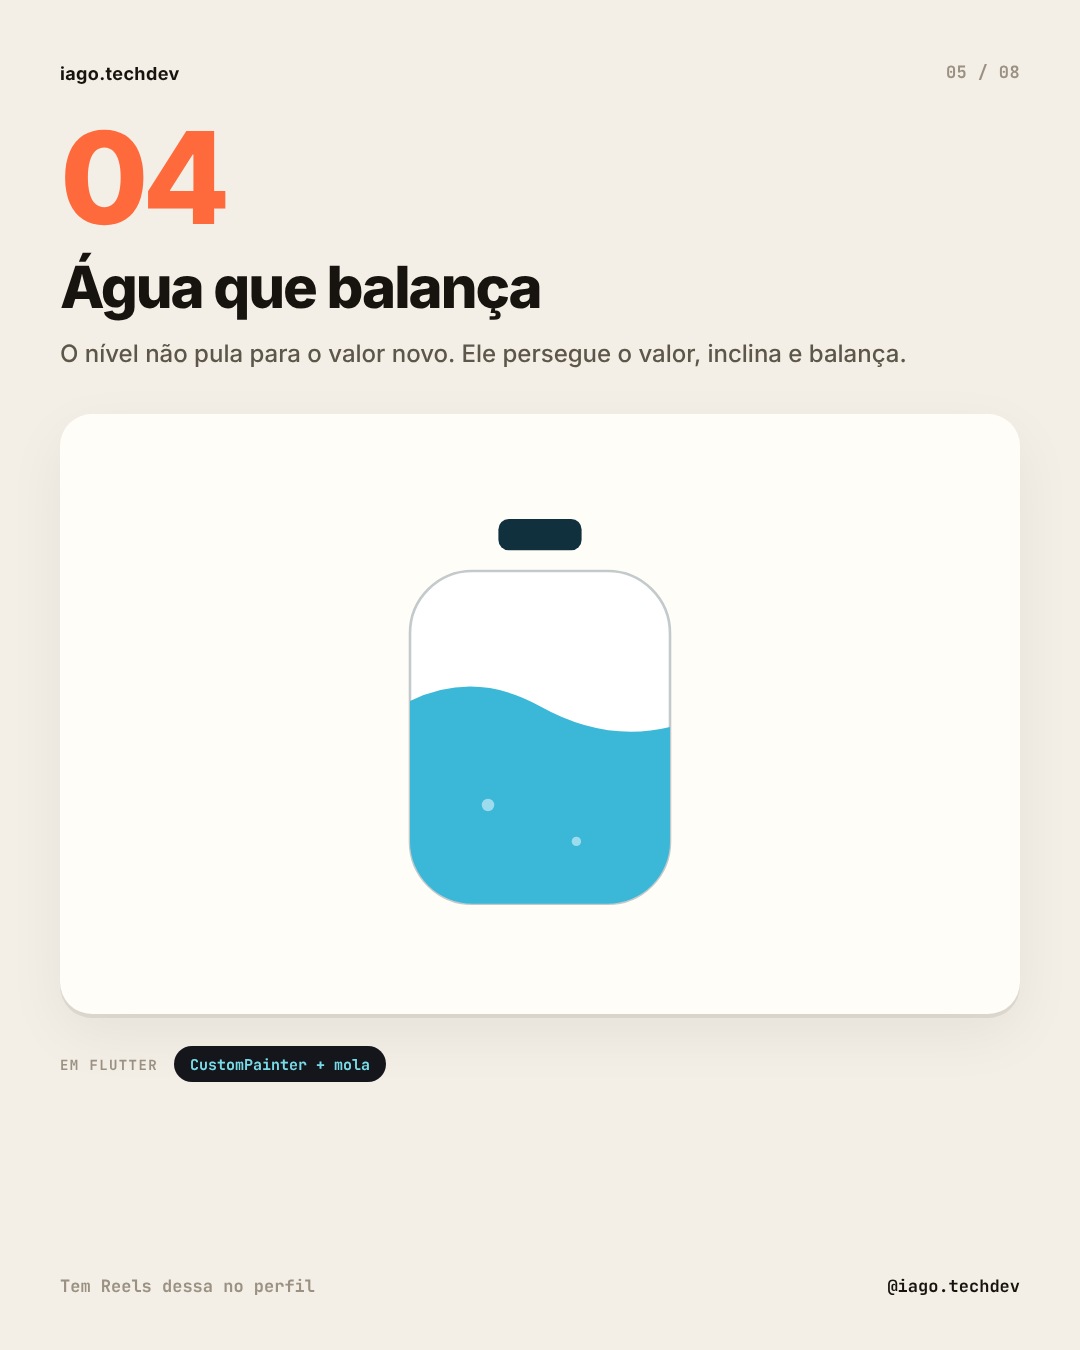 iago.techdev
05 / 08
04
Água que balança
O nível não pula para o valor novo. Ele persegue o valor, inclina e balança.
EM FLUTTER
CustomPainter + mola
Tem Reels dessa no perfil
@iago.techdev